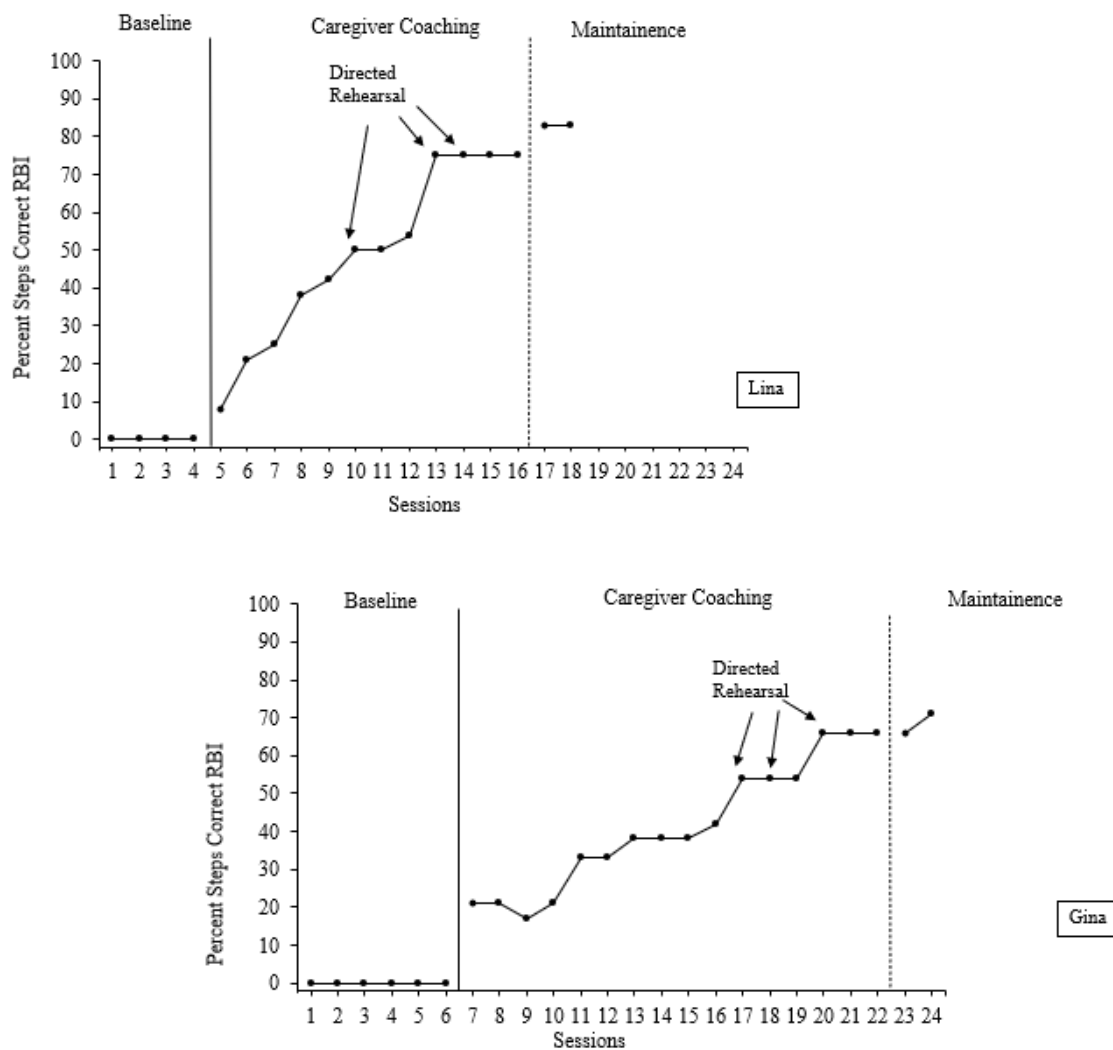 Baseline Caregiver Coaching Maintainence
100
90
80
70
60
50
40
30
20
10
0
Percent Steps Correct RBI
Directed
Rehearsal
Lina
1 2 3 4 5 6 7 8 9 10 11 12 13 14 15 16 17 18 19 20 21 22 23 24
Sessions
Baseline Caregiver Coaching Maintainence
100
90
80
70
60
50
40
30
20
10
0
Percent Steps Correct RBI
Directed
Rehearsal
Gina
1 2 3 4 5 6 7 8 9 10 11 12 13 14 15 16 17 18 19 20 21 22 23 24
Sessions